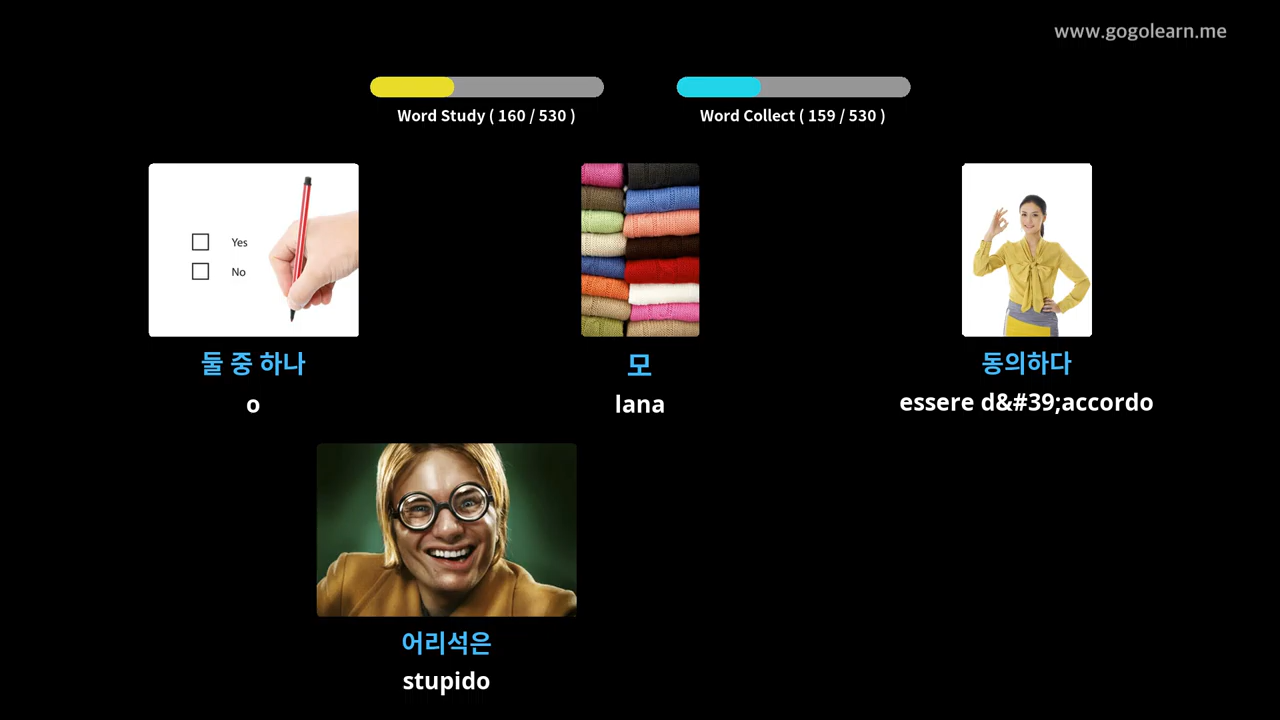 www.gogolearn.me
Word Study ( 160 / 530 )
Word Collect ( 159 / 530 )
Yes
No
둘 중 하나
o
모
lana
동의하다
essere d&#39;accordo
어리석은
stupido